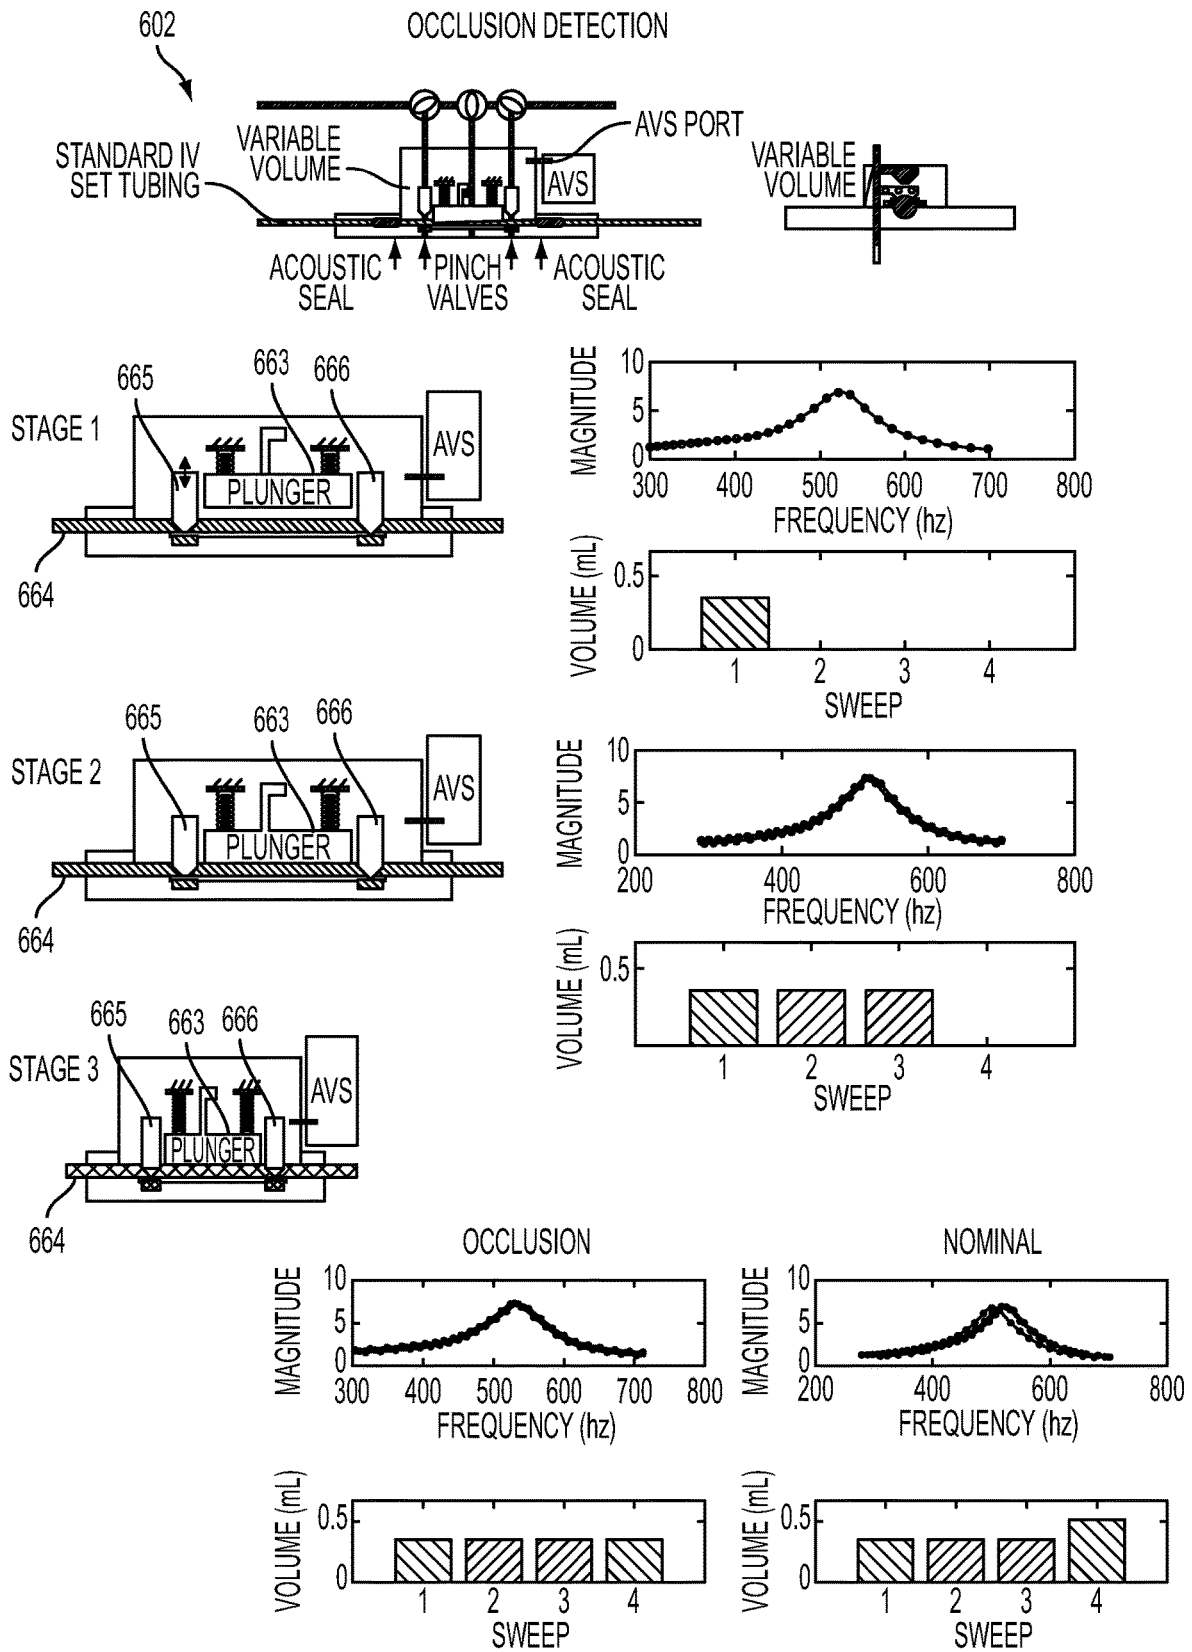 602
OCCLUSION DETECTION
VARIABLE
VOLUME
AVS PORT
STANDARD IV
SET TUBING
AVS
VARIABLE
VOLUME
ACOUSTIC
SEAL
PINCH
VALVES
ACOUSTIC
SEAL
STAGE 1
665
663
666
AVS
PLUNGER
664
MAGNITUDE
10
5
0
300 400 500 600 700 800
FREQUENCY (hz)
VOLUME (mL)
0.5
0
1 2 3 4
SWEEP
STAGE 2
665
663
666
AVS
PLUNGER
664
MAGNITUDE
10
5
0
200 400 600 800
FREQUENCY (hz)
VOLUME (mL)
0.5
1 2 3 4
SWEEP
STAGE 3
665
663
666
AVS
PLUNGER
664
OCCLUSION
MAGNITUDE
10
5
0
300 400 500 600 700 800
FREQUENCY (hz)
VOLUME (mL)
0.5
0
1 2 3 4
SWEEP
NOMINAL
MAGNITUDE
10
5
0
200 400 600 800
FREQUENCY (hz)
VOLUME (mL)
0.5
0
1 2 3 4
SWEEP